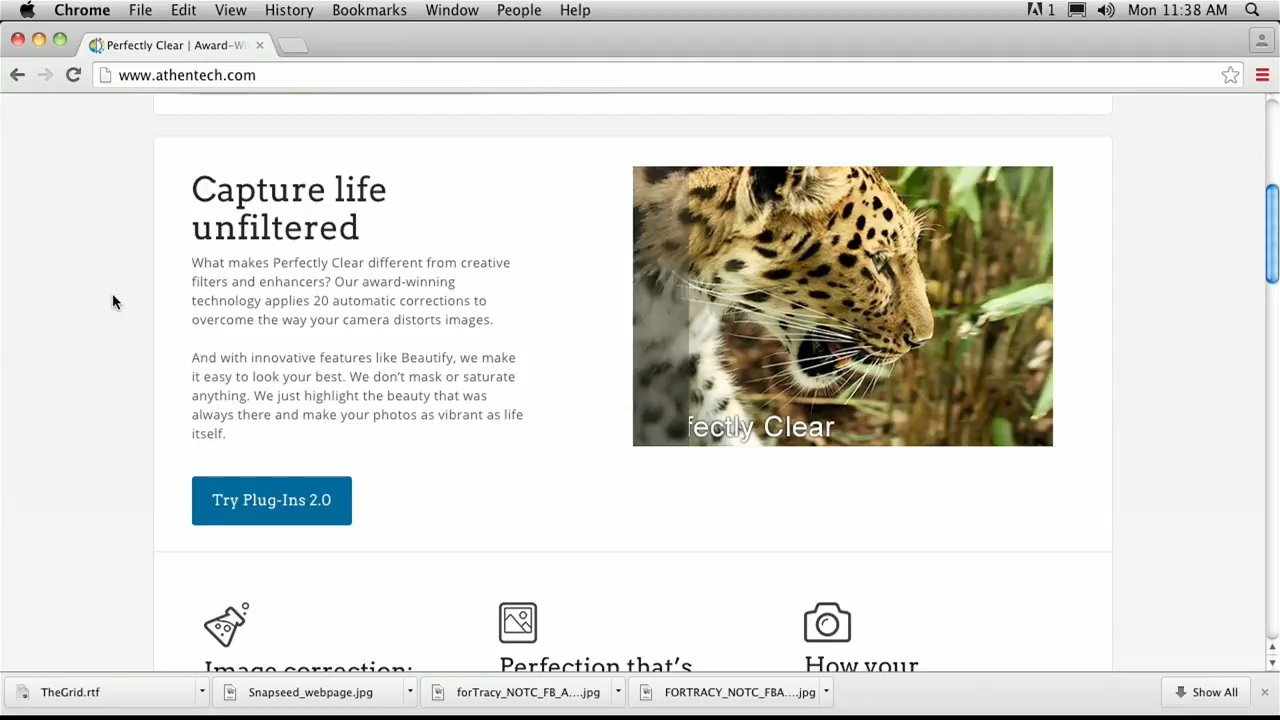 Chrome File Edit View History Bookmarks Window People Help 1 Mon 11:38 AM
Perfectly Clear | Award-Wi
www.athentech.com
Capture life
unfiltered
What makes Perfectly Clear different from creative
filters and enhancers? Our award-winning
technology applies 20 automatic corrections to
overcome the way your camera distorts images.
And with innovative features like Beautify, we make
it easy to look your best. We don't mask or saturate
anything. We just highlight the beauty that was
always there and make your photos as vibrant as life
itself.
Try Plug-Ins 2.0
fectly Clear
Image correction:
Perfection that's
How your
TheGrid.rtf
Snapseed_webpage.jpg
forTracy_NOTC_FB_A....jpg
FORTRACY_NOTC_FBA....jpg
Show All